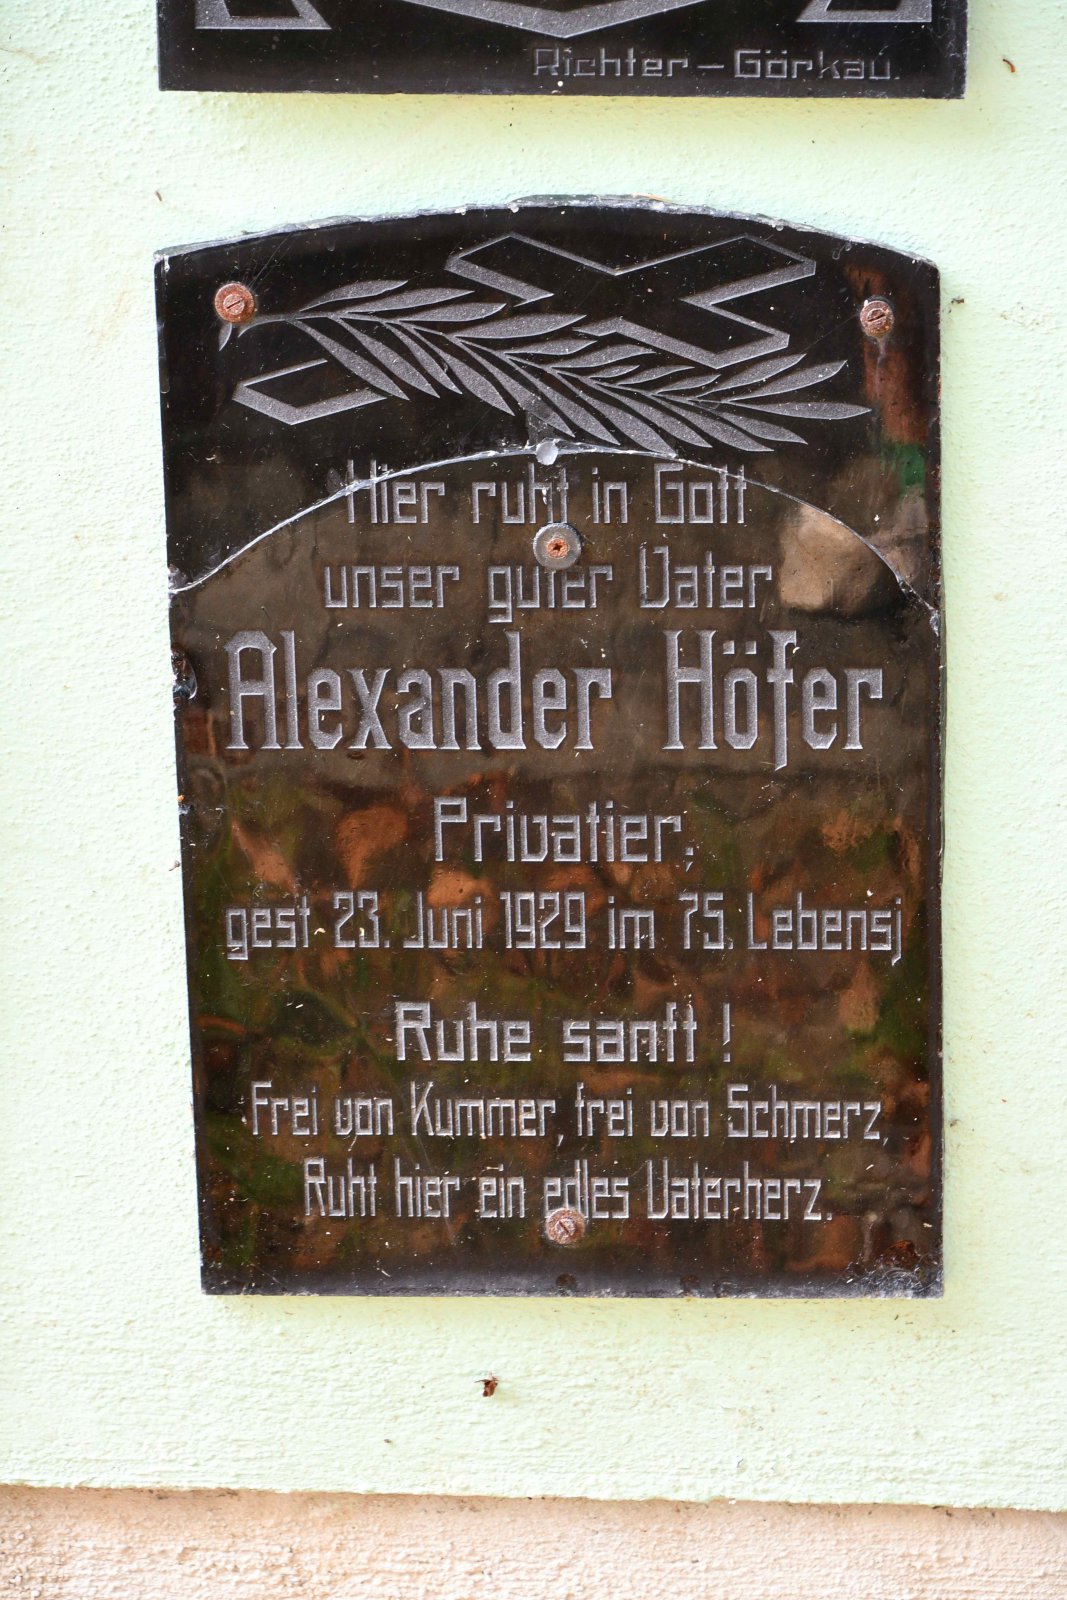 Richter – Görkau.
Hier ruht in Gott
unser guter Vater
Alexander Höfer
Privatier,
gest 23. Juni 1929 im 75. Lebensj
Ruhe sanft !
Frei von Kummer, frei von Schmerz,
Ruht hier ein edles Vaterherz.